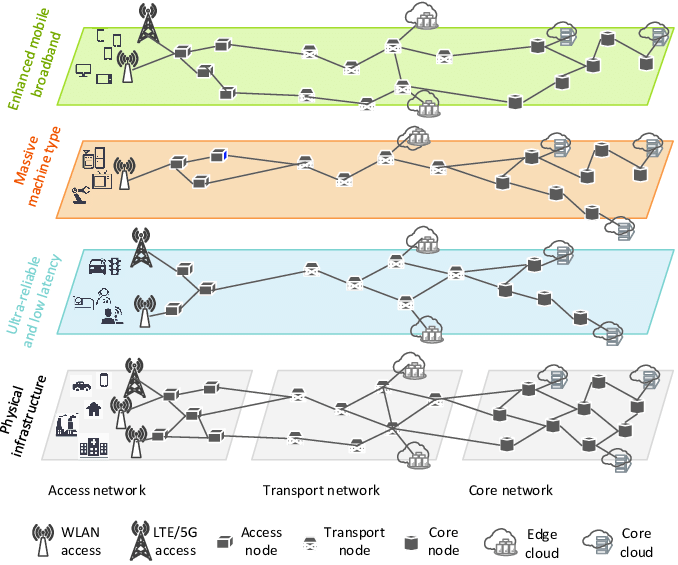 Enhanced mobile
broadband
Massive
machine type
Ultra-reliable
and low latency
Physical
infrastructure
Access network
Transport network
Core network
WLAN
access
LTE/5G
access
Access
node
Transport
node
Core
node
Edge
cloud
Core
cloud